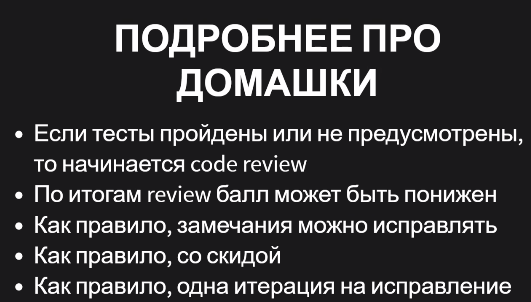 ПОДРОБНЕЕ ПРО
ДОМАШКИ
• Если тесты пройдены или не предусмотрены,
то начинается code review
• По итогам review балл может быть понижен
• Как правило, замечания можно исправлять
• Как правило, со скидой
• Как правило, одна итерация на исправление